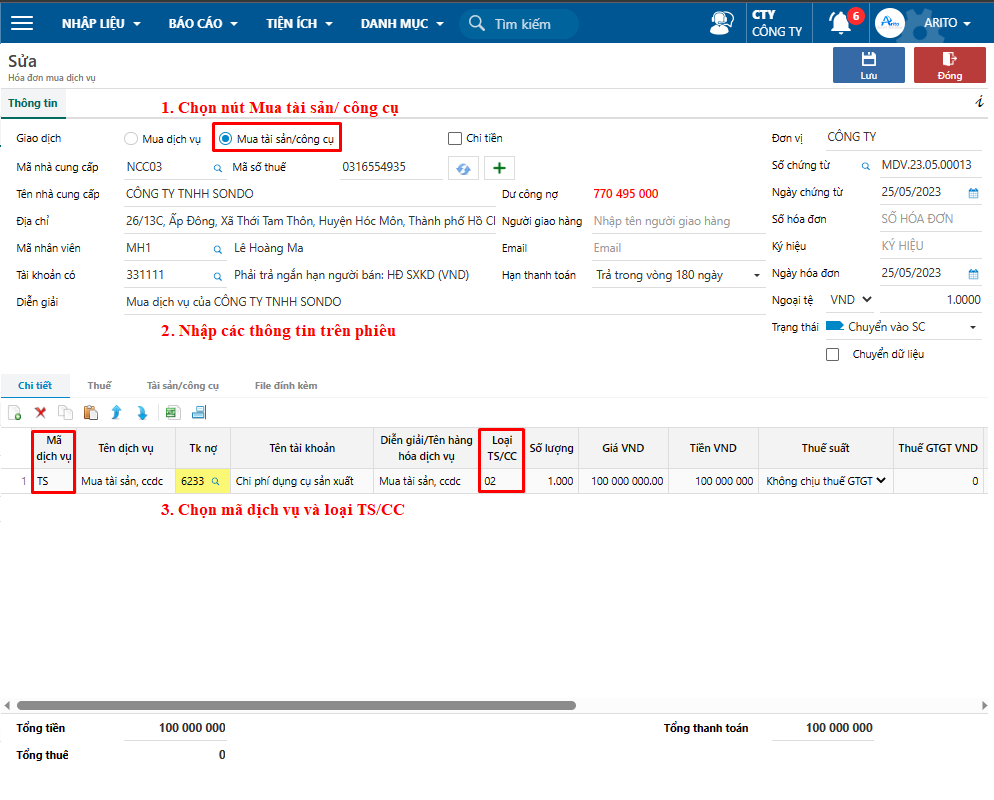 NHẬP LIỆU BÁO CÁO TIỆN ÍCH DANH MỤC Tìm kiếm CTY CÔNG TY 6 Arito ARITO
Sửa
Hóa đơn mua dịch vụ
Lưu Đóng
Thông tin i
1. Chọn nút Mua tài sản/ công cụ
Giao dịch Mua dịch vụ Mua tài sản/công cụ Chi tiền Đơn vị CÔNG TY
Mã nhà cung cấp NCC03 Mã số thuế 0316554935 Số chứng từ MDV.23.05.00013
Tên nhà cung cấp CÔNG TY TNHH SONDO Dư công nợ 770 495 000 Ngày chứng từ 25/05/2023
Địa chỉ 26/13C, Ấp Đông, Xã Thới Tam Thôn, Huyện Hóc Môn, Thành phố Hồ Cl Người giao hàng Nhập tên người giao hàng Số hóa đơn SỐ HÓA ĐƠN
Mã nhân viên MH1 Lê Hoàng Ma Email Email Ký hiệu KÝ HIỆU
Tài khoản có 331111 Phải trả ngắn hạn người bán: HĐ SXKD (VND) Hạn thanh toán Trả trong vòng 180 ngày Ngày hóa đơn 25/05/2023
Diễn giải Mua dịch vụ của CÔNG TY TNHH SONDO Ngoại tệ VND 1.0000
2. Nhập các thông tin trên phiêu Trạng thái Chuyển vào SC
Chuyển dữ liệu
Chi tiết Thuế Tài sản/công cụ File đính kèm
Mã dịch vụ Tên dịch vụ Tk nợ Tên tài khoản Diễn giải/Tên hàng hóa dịch vụ Loại TS/CC Số lượng Giá VND Tiền VND Thuế suất Thuế GTGT VND
1 TS Mua tài sản, ccdc 6233 Chi phí dụng cụ sản xuất Mua tài sản, ccdc 02 1.000 100 000 000.00 100 000 000 Không chịu thuế GTGT 0
3. Chọn mã dịch vụ và loại TS/CC
Tổng tiền 100 000 000 Tổng thanh toán 100 000 000
Tổng thuê 0